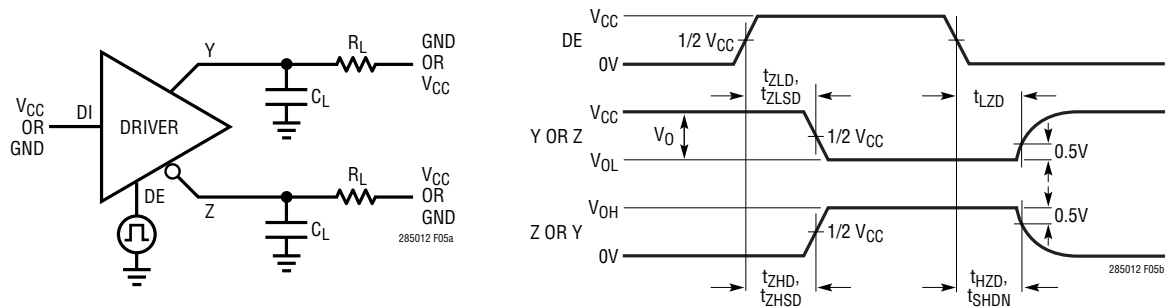 Y
R_L
GND
OR
V_CC
C_L
V_CC
OR
GND
DI
DRIVER
DE
Z
R_L
V_CC
OR
GND
C_L
285012 F05a
V_CC
DE
1/2 V_CC
0V
t_ZLD,
t_ZLSD
t_LZD
V_CC
Y OR Z
V_O
1/2 V_CC
V_OL
0.5V
V_OH
Z OR Y
1/2 V_CC
0V
0.5V
t_ZHD,
t_ZHSD
t_HZD,
t_SHDN
285012 F05b